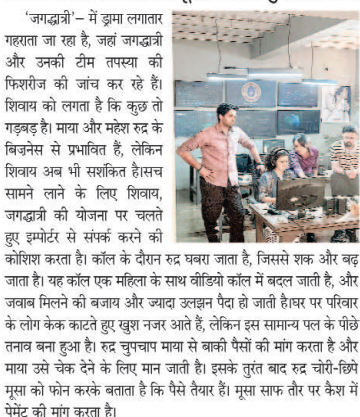 'जगद्धात्री'– में ड्रामा लगातार
गहराता जा रहा है, जहां जगद्धात्री
और उनकी टीम तपस्या की
फिशरीज की जांच कर रहे हैं।
शिवाय को लगता है कि कुछ तो
गड़बड़ है। माया और महेश रुद्र के
बिज़नेस से प्रभावित हैं, लेकिन
शिवाय अब भी सशंकित है।सच
सामने लाने के लिए शिवाय,
जगद्धात्री की योजना पर चलते
हुए इम्पोर्टर से संपर्क करने की
कोशिश करता है। कॉल के दौरान रुद्र घबरा जाता है, जिससे शक और बढ़
जाता है। यह कॉल एक महिला के साथ वीडियो कॉल में बदल जाती है, और
जवाब मिलने की बजाय और ज्यादा उलझन पैदा हो जाती है।घर पर परिवार
के लोग केक काटते हुए खुश नजर आते हैं, लेकिन इस सामान्य पल के पीछे
तनाव बना हुआ है। रुद्र चुपचाप माया से बाकी पैसों की मांग करता है और
माया उसे चेक देने के लिए मान जाती है। इसके तुरंत बाद रुद्र चोरी-छिपे
मूसा को फोन करके बताता है कि पैसे तैयार हैं। मूसा साफ तौर पर कैश में
पेमेंट की मांग करता है।